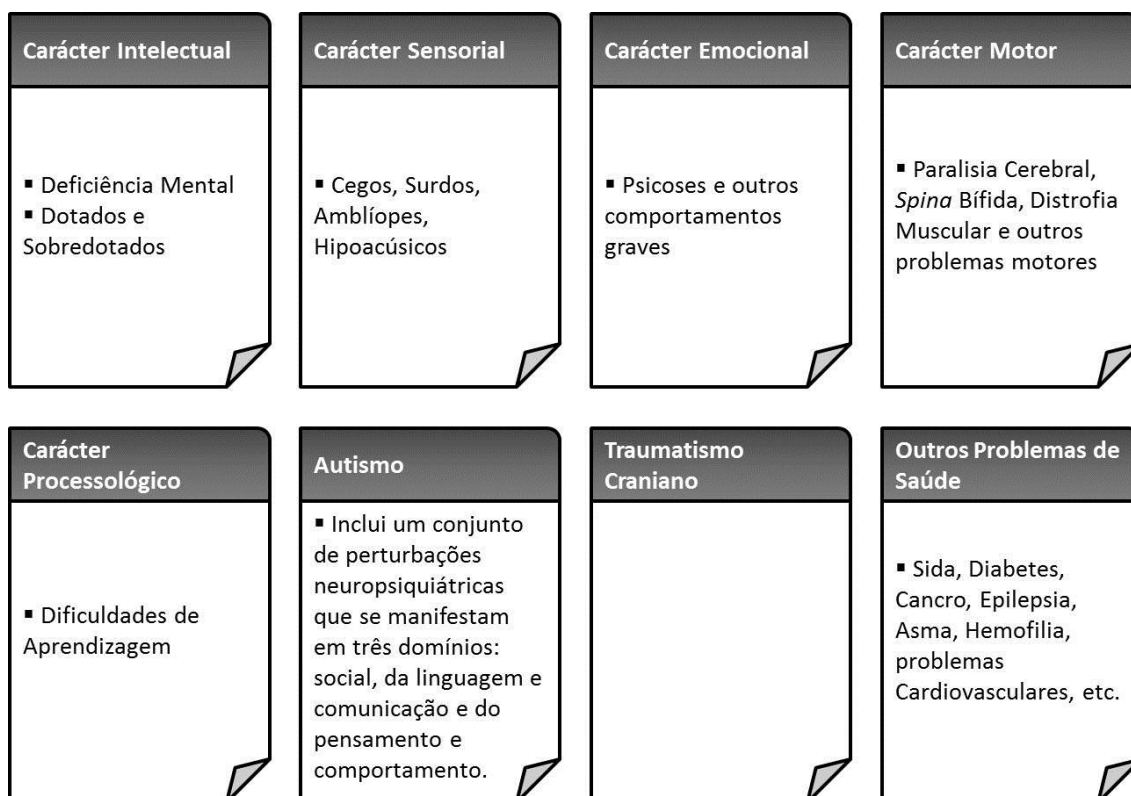 Carácter Intelectual
▪ Deficiência Mental
▪ Dotados e
Sobredotados
Carácter Sensorial
▪ Cegos, Surdos,
Amblíopes,
Hipoacúsicos
Carácter Emocional
▪ Psicoses e outros
comportamentos
graves
Carácter Motor
▪ Paralisia Cerebral,
Spina Bífida, Distrofia
Muscular e outros
problemas motores
Carácter
Processológico
▪ Dificuldades de
Aprendizagem
Autismo
▪ Inclui um conjunto
de perturbações
neuropsiquiátricas
que se manifestam
em três domínios:
social, da linguagem e
comunicação e do
pensamento e
comportamento.
Traumatismo
Craniano
Outros Problemas de
Saúde
▪ Sida, Diabetes,
Cancro, Epilepsia,
Asma, Hemofilia,
problemas
Cardiovasculares, etc.